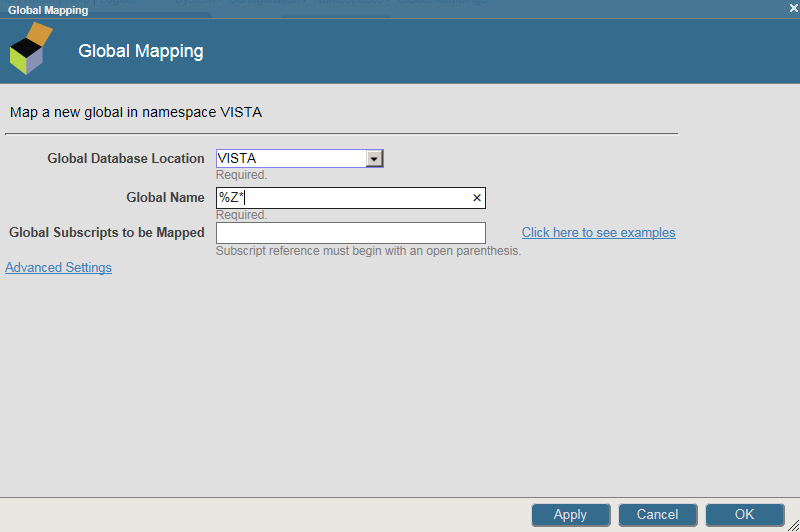 Global Mapping
Global Mapping
Map a new global in namespace VISTA
Global Database Location VISTA
Required.
Global Name %Z*
Required.
Global Subscripts to be Mapped Click here to see examples
Subscript reference must begin with an open parenthesis.
Advanced Settings
Apply Cancel OK